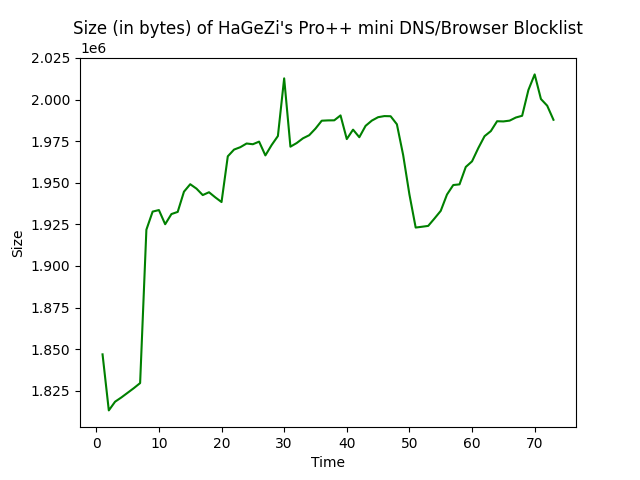 Size (in bytes) of HaGeZi's Pro++ mini DNS/Browser Blocklist
1e6
2.025
2.000
1.975
1.950
1.925
1.900
1.875
1.850
1.825
Size
0 10 20 30 40 50 60 70
Time